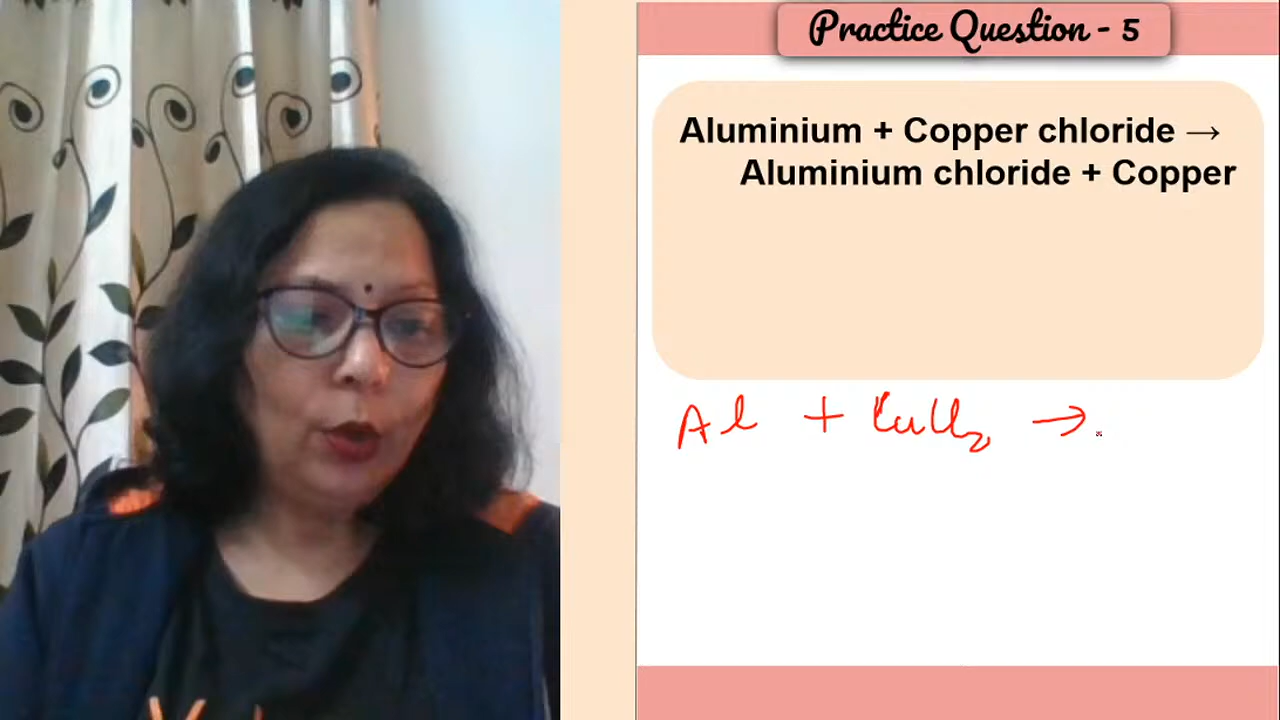 Practice Question - 5
Aluminium + Copper chloride →
Aluminium chloride + Copper
Al + CuCl₂ →